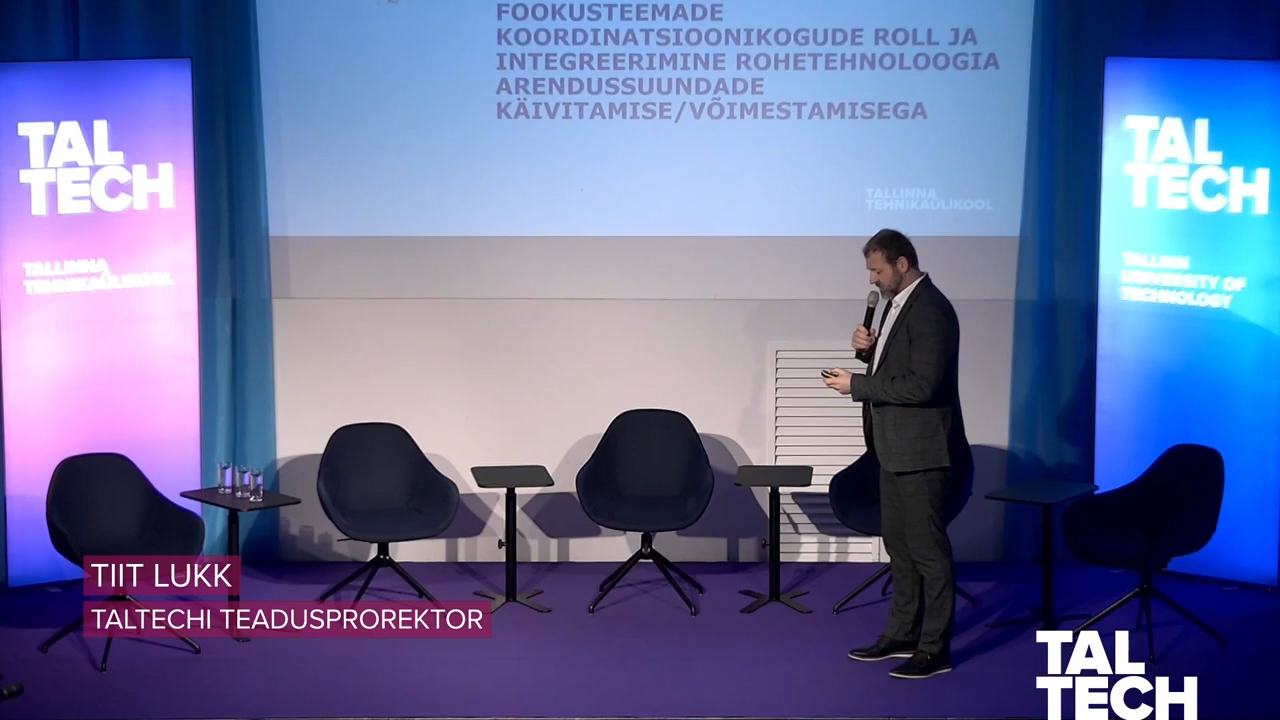 FOOKUSTEEMADE
KOORDINATSIOONIKOGUDE ROLL JA
INTEGREERIMINE ROHETEHNOLOOGIA
ARENDUSSUUNDADE
KÄIVITAMISE/VÕIMESTAMISEGA
TALLINNA
TEHNIKAÜLIKOOL
TAL
TECH
TALLINNA
TEHNIKAÜLIKOOL
TAL
TECH
TALLINN
UNIVERSITY OF
TECHNOLOGY
TIIT LUKK
TALTECHI TEADUSPROREKTOR
TAL
TECH